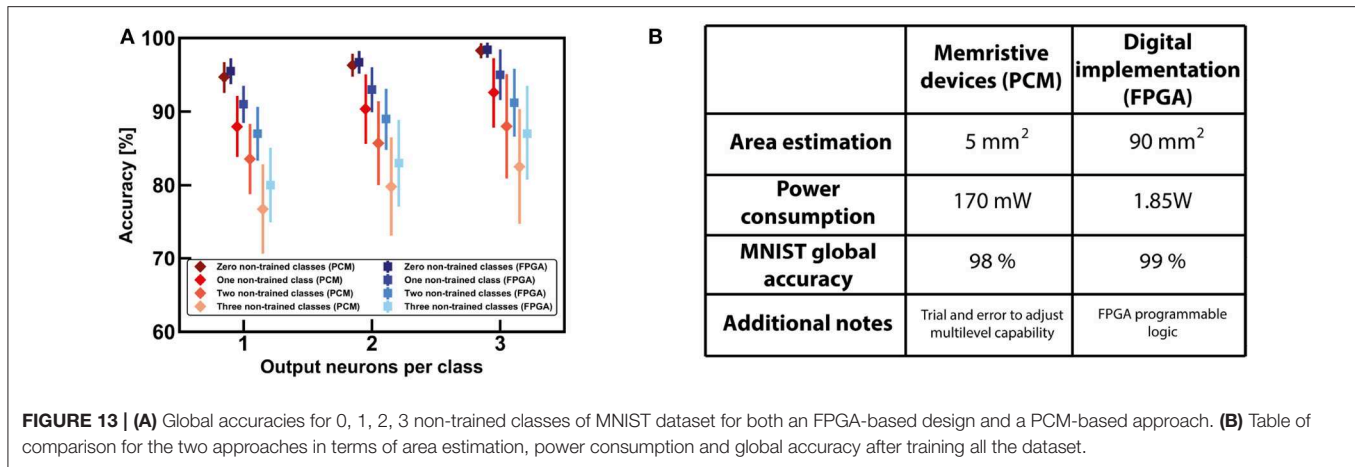 A
100
90
80
70
60
Accuracy [%]
Zero non-trained classes (PCM)
One non-trained class (PCM)
Two non-trained classes (PCM)
Three non-trained classes (PCM)
Zero non-trained classes (FPGA)
One non-trained class (FPGA)
Two non-trained classes (FPGA)
Three non-trained classes (FPGA)
1 2 3
Output neurons per class
B
Memristive
devices (PCM)
Digital
implementation
(FPGA)
Area estimation
5 mm²
90 mm²
Power
consumption
170 mW
1.85W
MNIST global
accuracy
98 %
99 %
Additional notes
Trial and error to adjust
multilevel capability
FPGA programmable
logic
FIGURE 13 | (A) Global accuracies for 0, 1, 2, 3 non-trained classes of MNIST dataset for both an FPGA-based design and a PCM-based approach. (B) Table of
comparison for the two approaches in terms of area estimation, power consumption and global accuracy after training all the dataset.